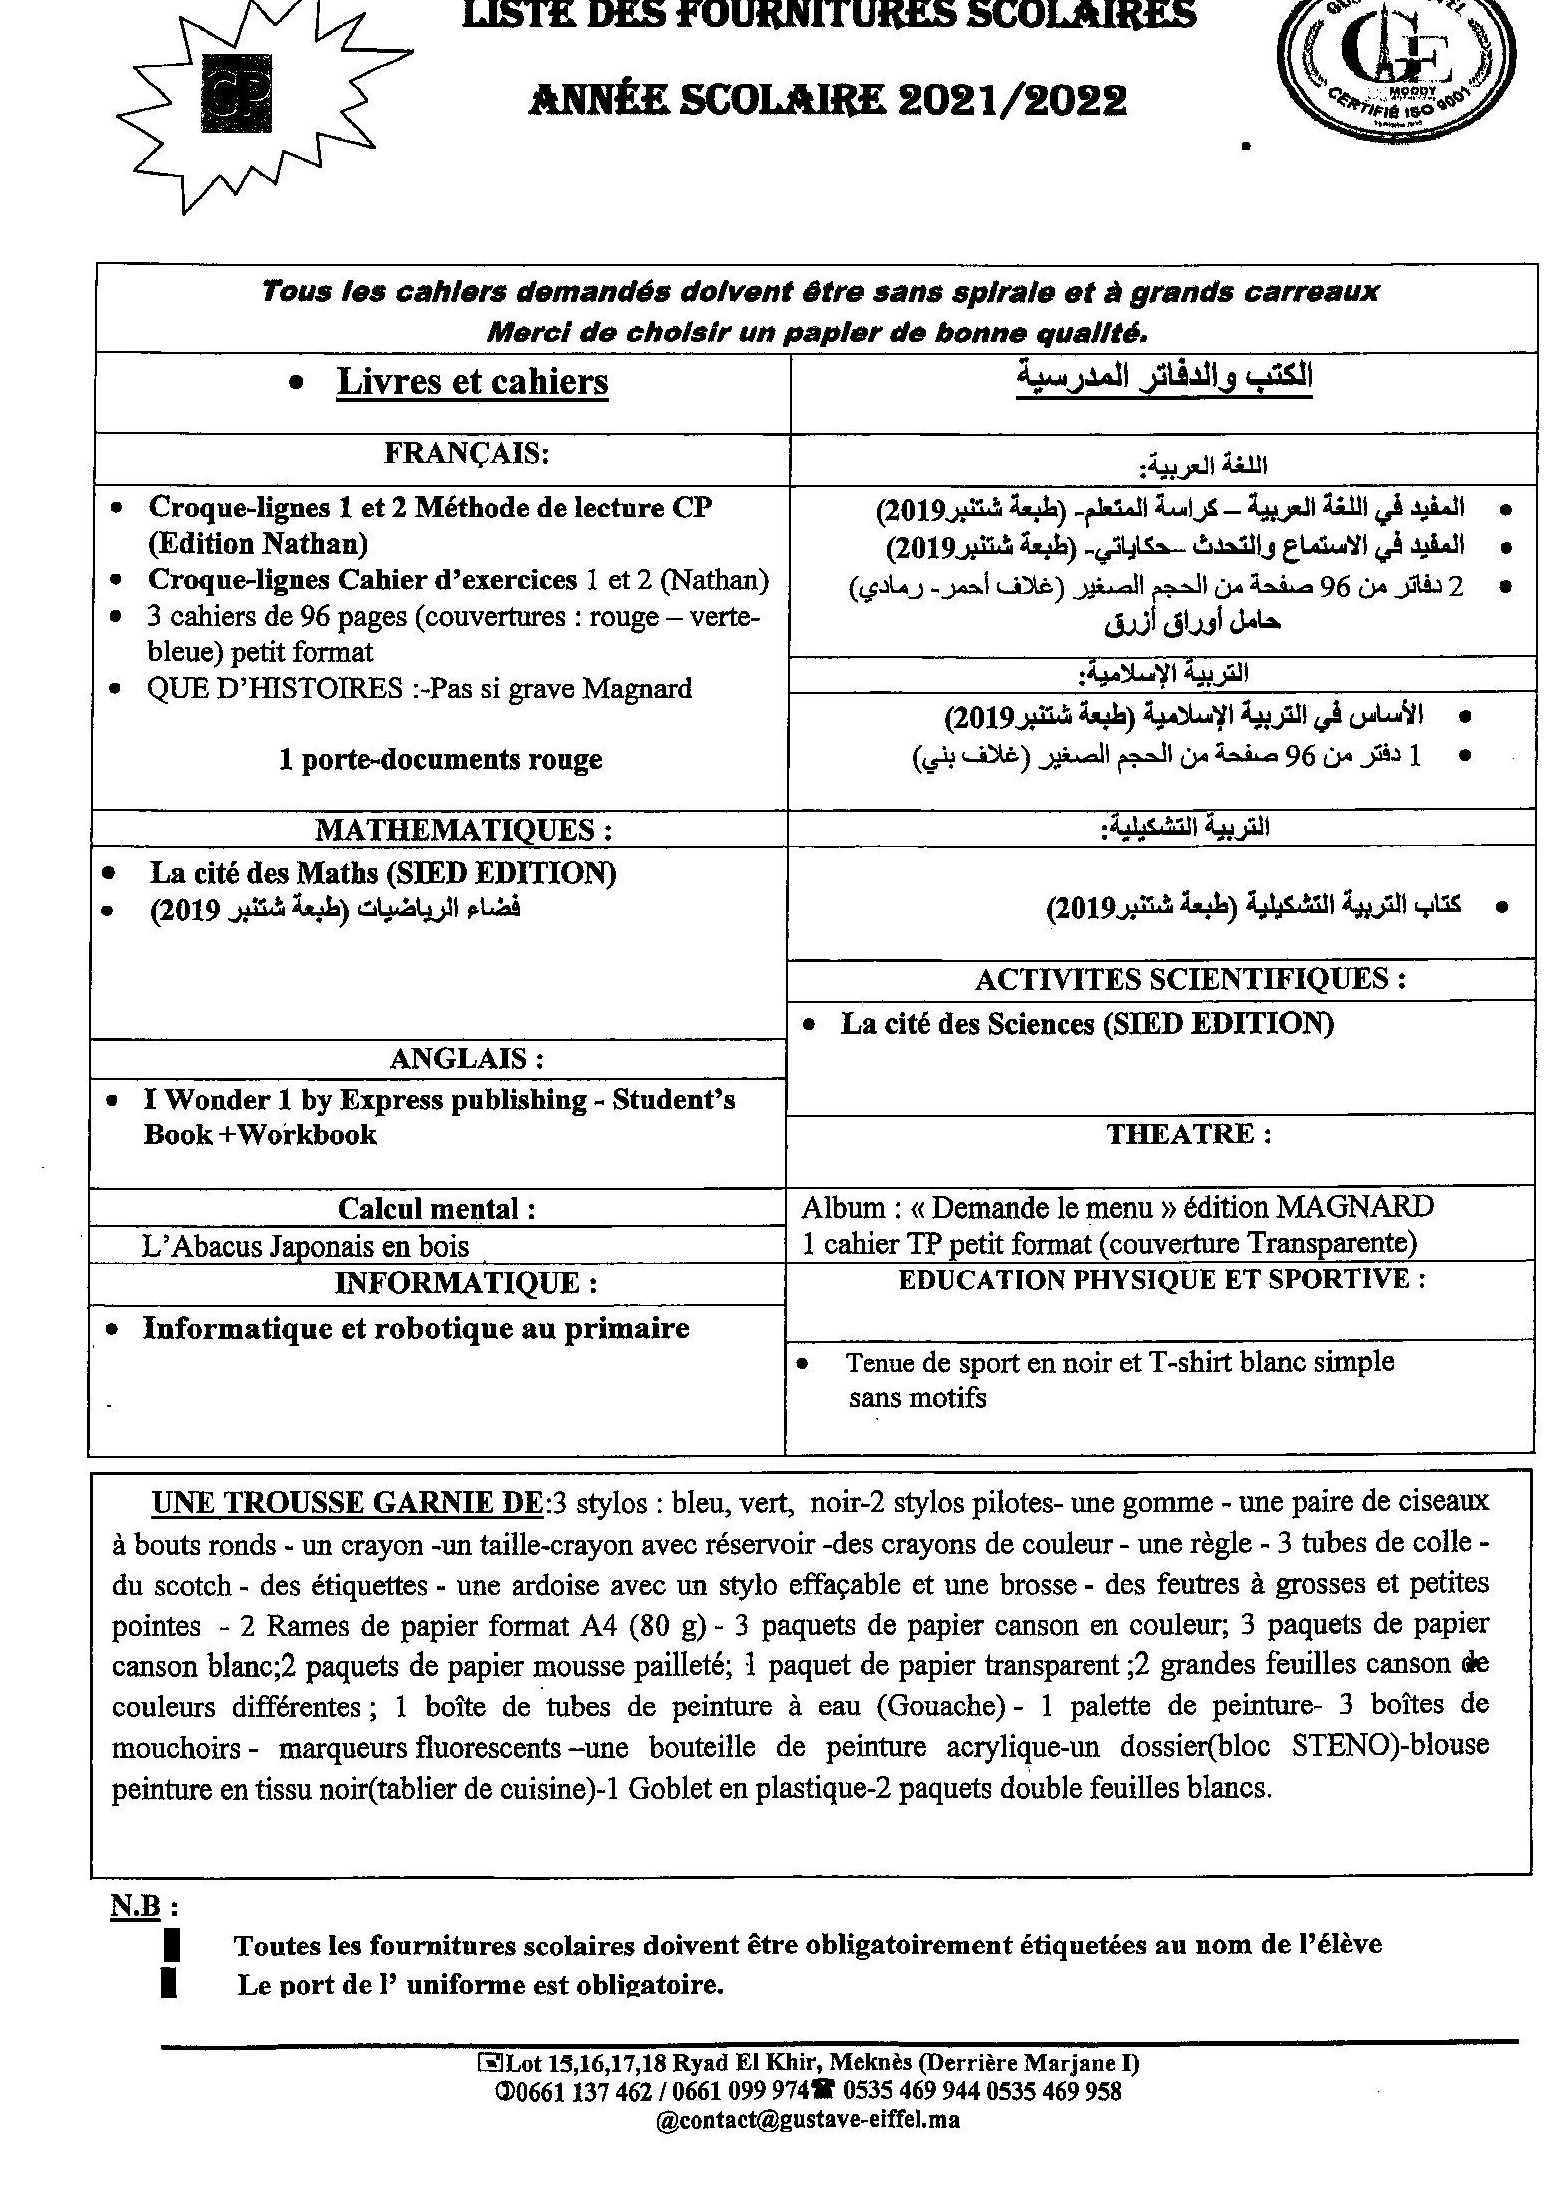 LISTE DES FOURNITURES SCOLAIRES
CP
ANNÉE SCOLAIRE 2021/2022
GE
MOODY
CERTIFIÉ ISO 9001
Tous les cahiers demandés doivent être sans spirale et à grands carreaux
Merci de choisir un papier de bonne qualité.
• Livres et cahiers
الكتب والدفاتر المدرسية
FRANÇAIS:
• Croque-lignes 1 et 2 Méthode de lecture CP
(Edition Nathan)
• Croque-lignes Cahier d'exercices 1 et 2 (Nathan)
• 3 cahiers de 96 pages (couvertures : rouge – verte-
bleue) petit format
• QUE D'HISTOIRES :-Pas si grave Magnard
1 porte-documents rouge
اللغة العربية:
• المفيد في اللغة العربية – كراسة المتعلم- (طبعة شتنبر2019)
• المفيد في الاستماع والتحدث –حكاياتي- (طبعة شتنبر2019)
• 2 دفاتر من 96 صفحة من الحجم الصغير (غلاف أحمر- رمادي)
حامل أوراق أزرق
التربية الإسلامية:
• الأساس في التربية الإسلامية (طبعة شتنبر2019)
• 1 دفتر من 96 صفحة من الحجم الصغير (غلاف بني)
MATHEMATIQUES :
• La cité des Maths (SIED EDITION)
• فضاء الرياضيات (طبعة شتنبر 2019)
التربية التشكيلية:
• كتاب التربية التشكيلية (طبعة شتنبر2019)
ACTIVITES SCIENTIFIQUES :
• La cité des Sciences (SIED EDITION)
ANGLAIS :
• I Wonder 1 by Express publishing - Student's
Book +Workbook
THEATRE :
Album : « Demande le menu » édition MAGNARD
1 cahier TP petit format (couverture Transparente)
Calcul mental :
L'Abacus Japonais en bois
INFORMATIQUE :
• Informatique et robotique au primaire
EDUCATION PHYSIQUE ET SPORTIVE :
• Tenue de sport en noir et T-shirt blanc simple
sans motifs
UNE TROUSSE GARNIE DE:3 stylos : bleu, vert, noir-2 stylos pilotes- une gomme - une paire de ciseaux
à bouts ronds - un crayon -un taille-crayon avec réservoir -des crayons de couleur - une règle - 3 tubes de colle -
du scotch - des étiquettes - une ardoise avec un stylo effaçable et une brosse - des feutres à grosses et petites
pointes - 2 Rames de papier format A4 (80 g) - 3 paquets de papier canson en couleur; 3 paquets de papier
canson blanc;2 paquets de papier mousse pailleté; 1 paquet de papier transparent ;2 grandes feuilles canson de
couleurs différentes ; 1 boîte de tubes de peinture à eau (Gouache) - 1 palette de peinture- 3 boîtes de
mouchoirs - marqueurs fluorescents –une bouteille de peinture acrylique-un dossier(bloc STENO)-blouse
peinture en tissu noir(tablier de cuisine)-1 Goblet en plastique-2 paquets double feuilles blancs.
N.B :
Toutes les fournitures scolaires doivent être obligatoirement étiquetées au nom de l'élève
Le port de l' uniforme est obligatoire.
Lot 15,16,17,18 Ryad El Khir, Meknès (Derrière Marjane I)
0661 137 462 / 0661 099 974☎ 0535 469 944 0535 469 958
@contact@gustave-eiffel.ma